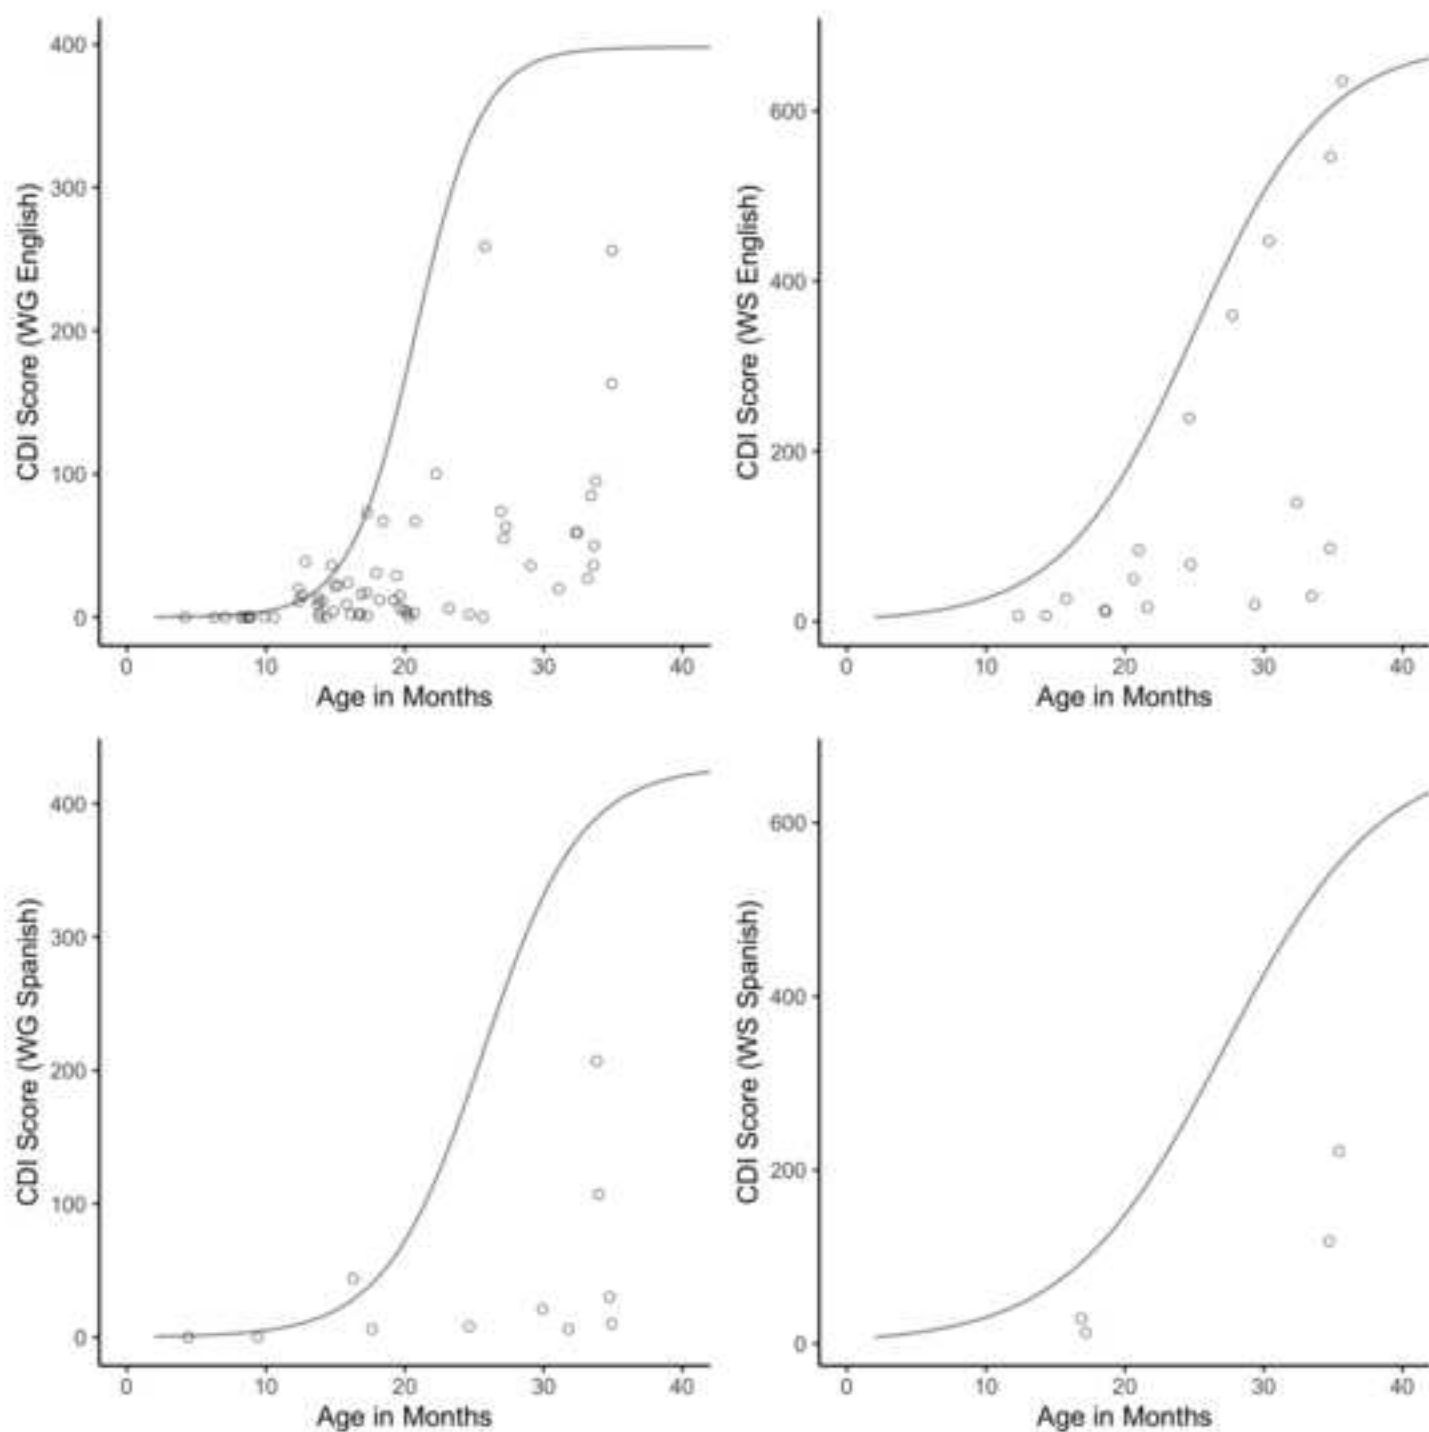 CDI Score (WG English)
400
300
200
100
0
0 10 20 30 40
Age in Months
CDI Score (WS English)
600
400
200
0
0 10 20 30 40
Age in Months
CDI Score (WG Spanish)
400
300
200
100
0
0 10 20 30 40
Age in Months
CDI Score (WS Spanish)
600
400
200
0
0 10 20 30 40
Age in Months